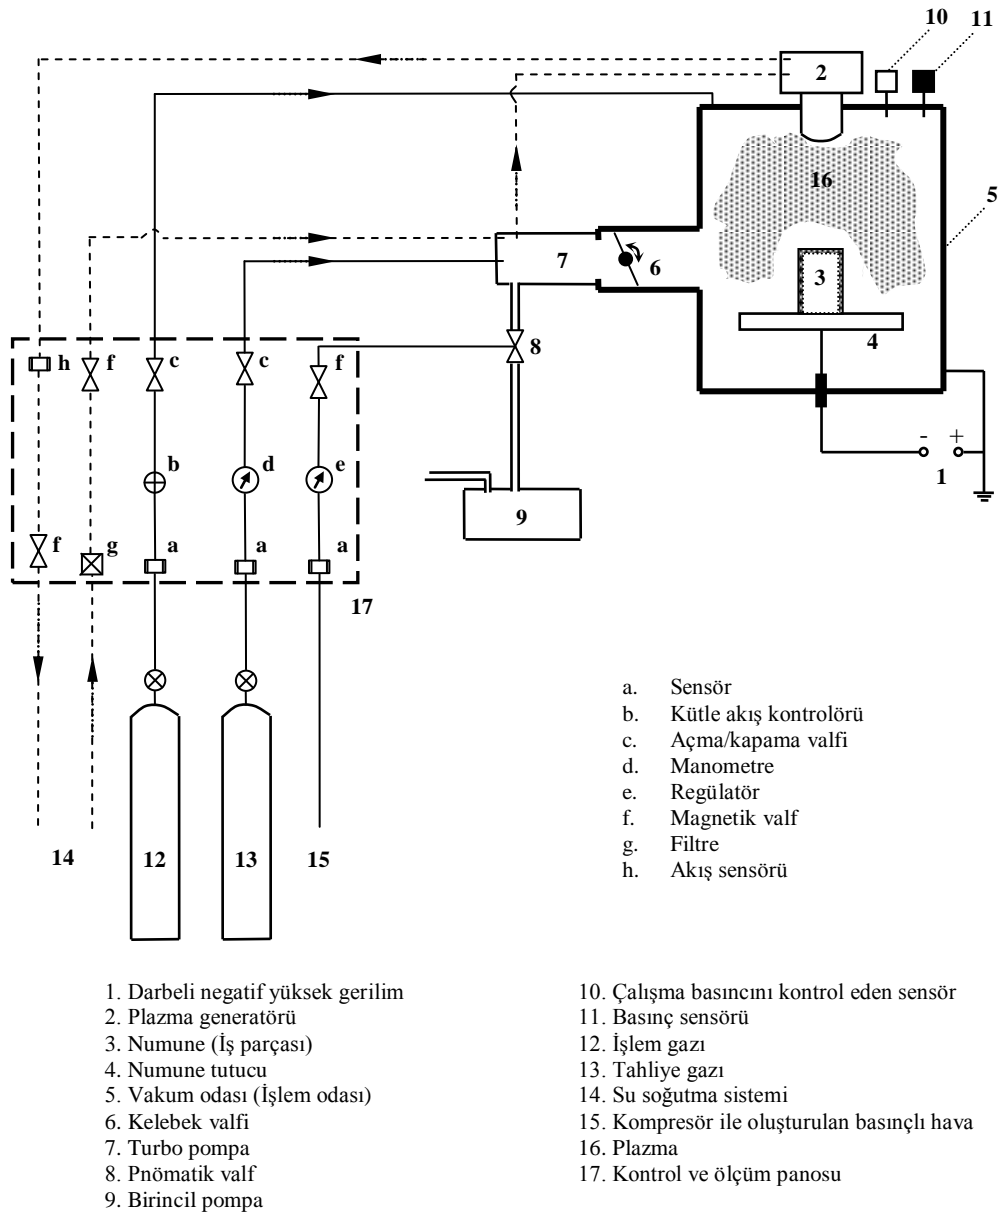 10 11
2
16
5
7
6
3
4
8
h f c c f
- +
1
b d e
9
f g a a a
17
14 12 13 15
a. Sensör
b. Kütle akış kontrolörü
c. Açma/kapama valfi
d. Manometre
e. Regülatör
f. Magnetik valf
g. Filtre
h. Akış sensörü
1. Darbeli negatif yüksek gerilim
2. Plazma generatörü
3. Numune (İş parçası)
4. Numune tutucu
5. Vakum odası (İşlem odası)
6. Kelebek valfi
7. Turbo pompa
8. Pnömatik valf
9. Birincil pompa
10. Çalışma basıncını kontrol eden sensör
11. Basınç sensörü
12. İşlem gazı
13. Tahliye gazı
14. Su soğutma sistemi
15. Kompresör ile oluşturulan basınçlı hava
16. Plazma
17. Kontrol ve ölçüm panosu